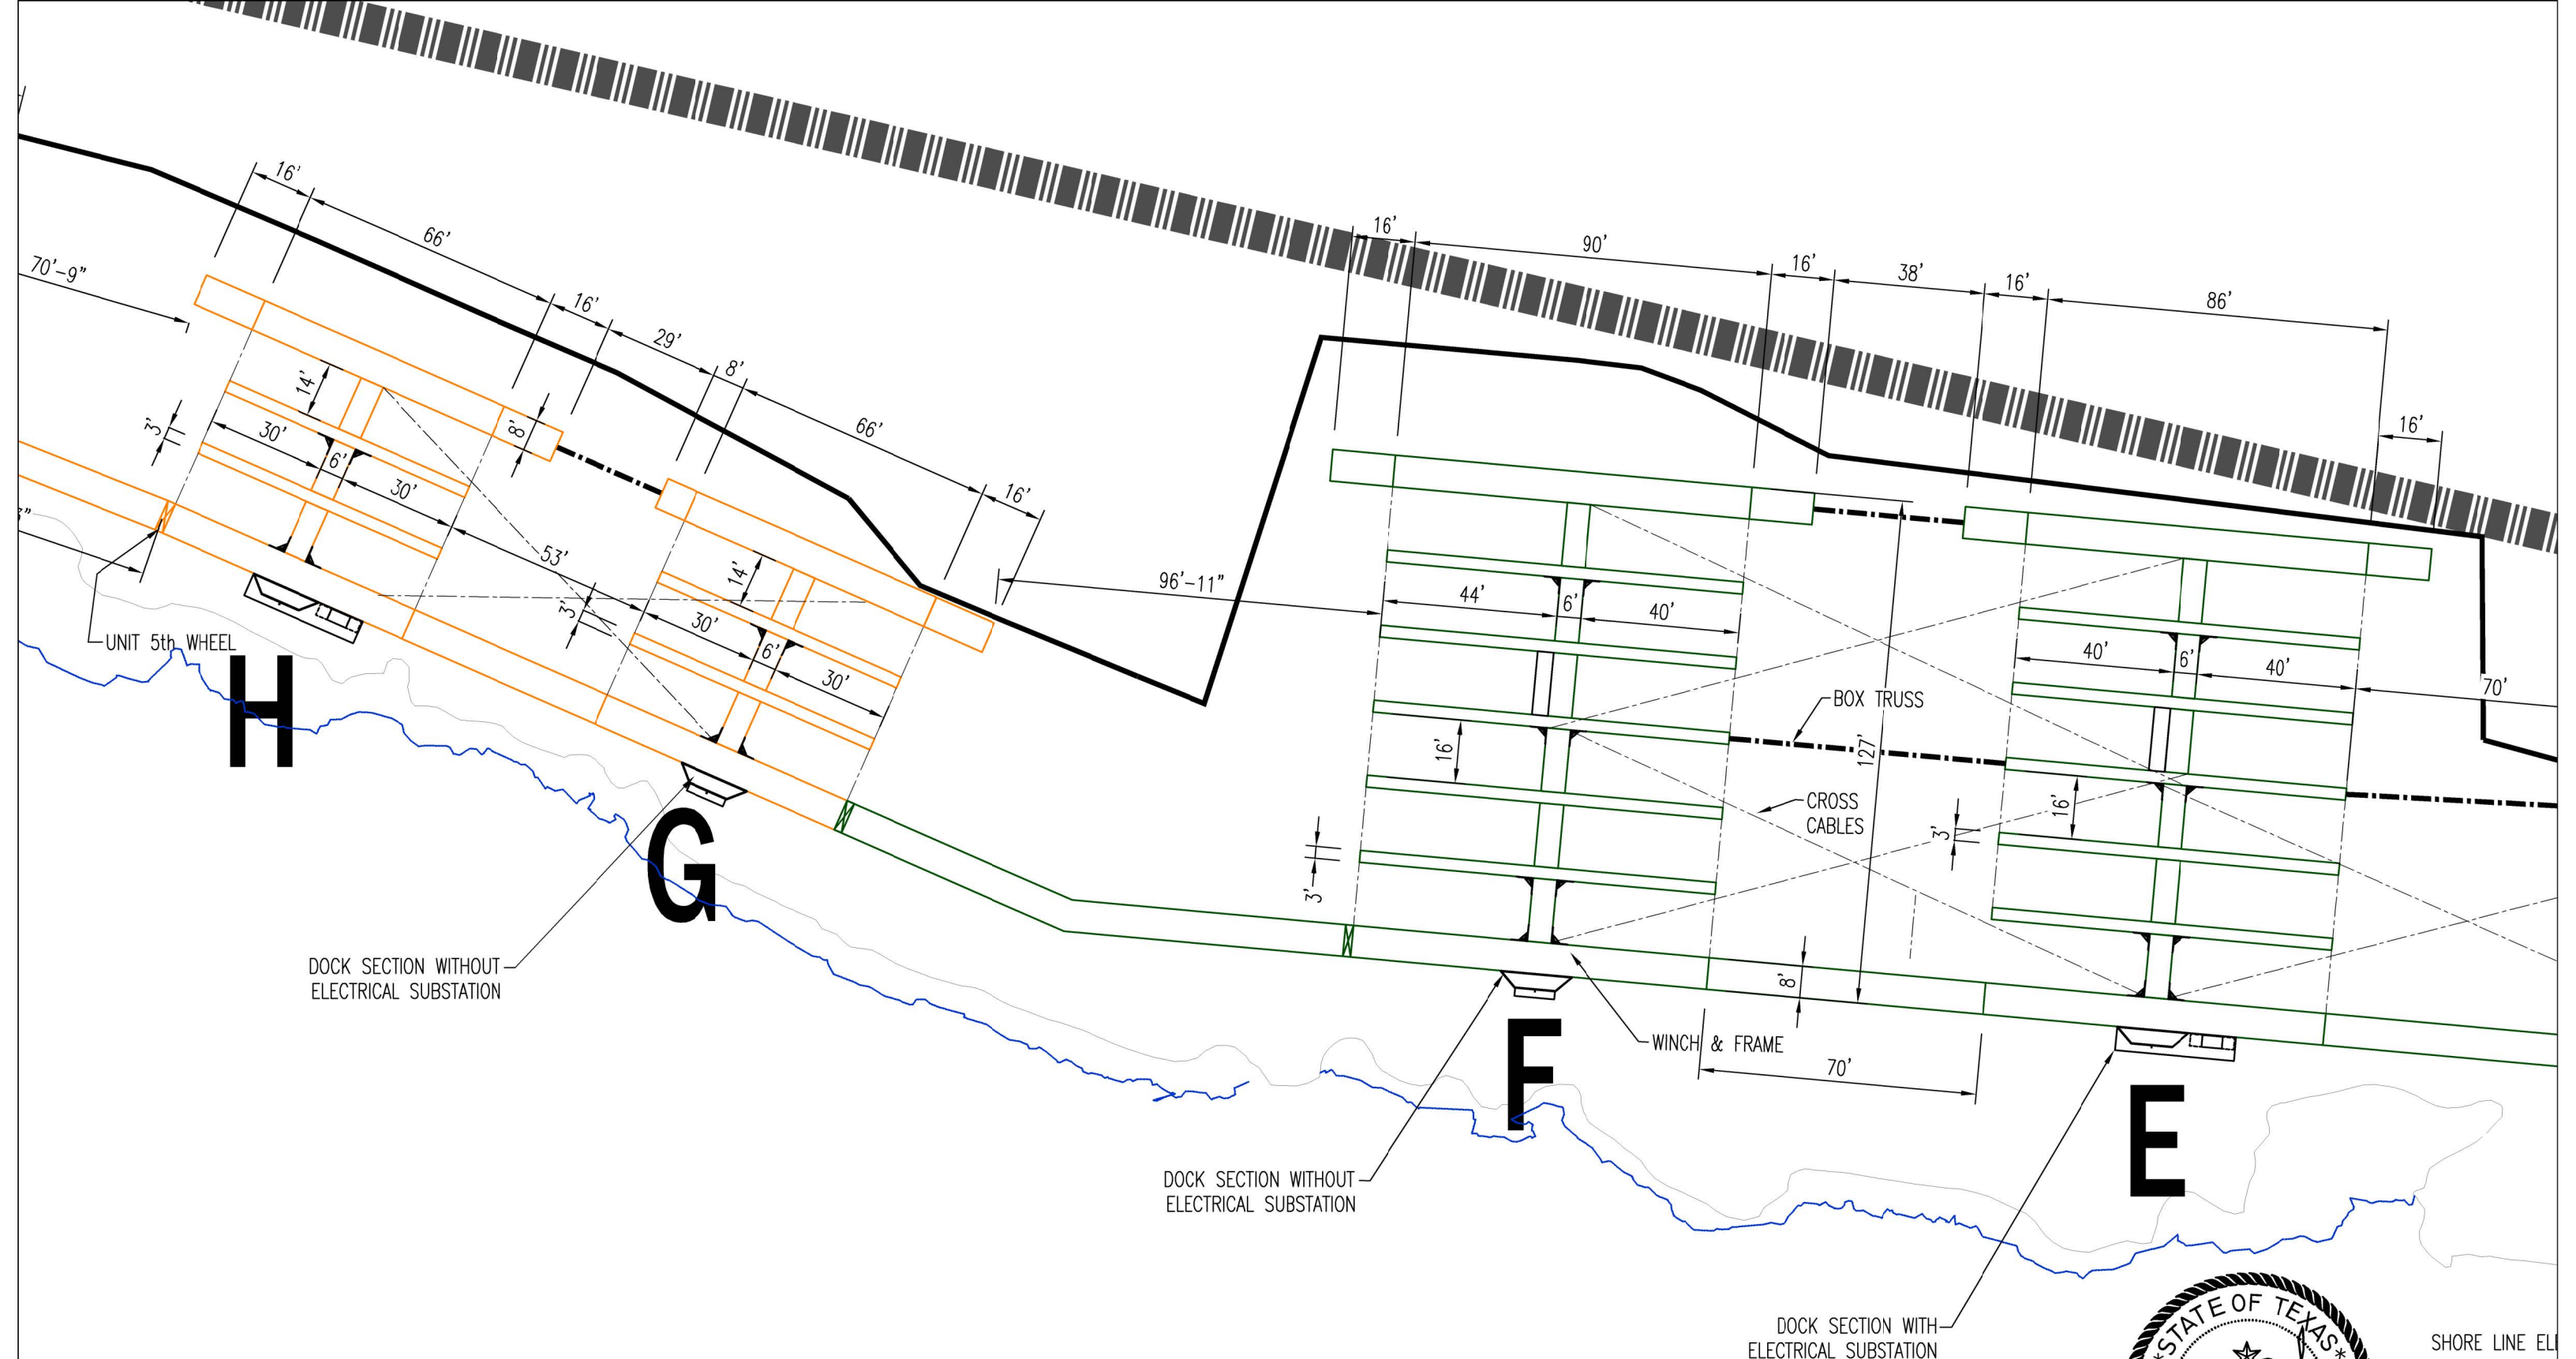 16'
66'
16'
29'
8'
66'
16'
70'-9"
14'
3'
30'
6'
30'
8'
53'
3'
14'
30'
6'
30'
96'-11"
16'
90'
16'
38'
16'
86'
16'
44'
6'
40'
16'
3'
127'
BOX TRUSS
CROSS
CABLES
8'
70'
WINCH & FRAME
40'
6'
40'
70'
16'
3'
UNIT 5th WHEEL
H
G
F
E
DOCK SECTION WITHOUT
ELECTRICAL SUBSTATION
DOCK SECTION WITHOUT
ELECTRICAL SUBSTATION
DOCK SECTION WITH
ELECTRICAL SUBSTATION
*STATE OF TEXAS*
SHORE LINE